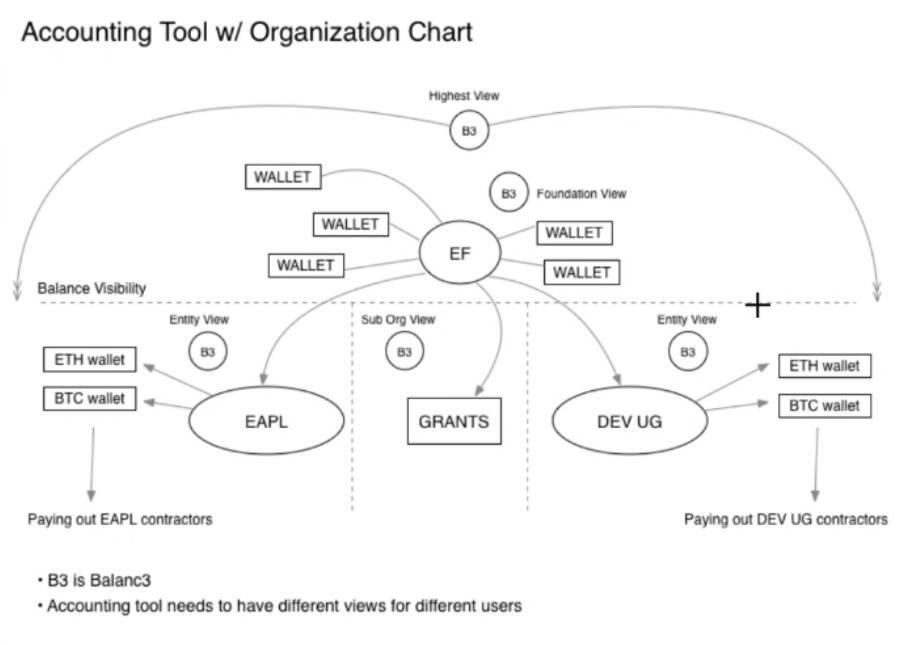 Accounting Tool w/ Organization Chart
Highest View
B3
WALLET
B3 Foundation View
WALLET
WALLET
EF
WALLET
WALLET
Balance Visibility
Entity View
Sub Org View
Entity View
B3
B3
B3
ETH wallet
ETH wallet
BTC wallet
BTC wallet
EAPL
GRANTS
DEV UG
Paying out EAPL contractors
Paying out DEV UG contractors
• B3 is Balanc3
• Accounting tool needs to have different views for different users